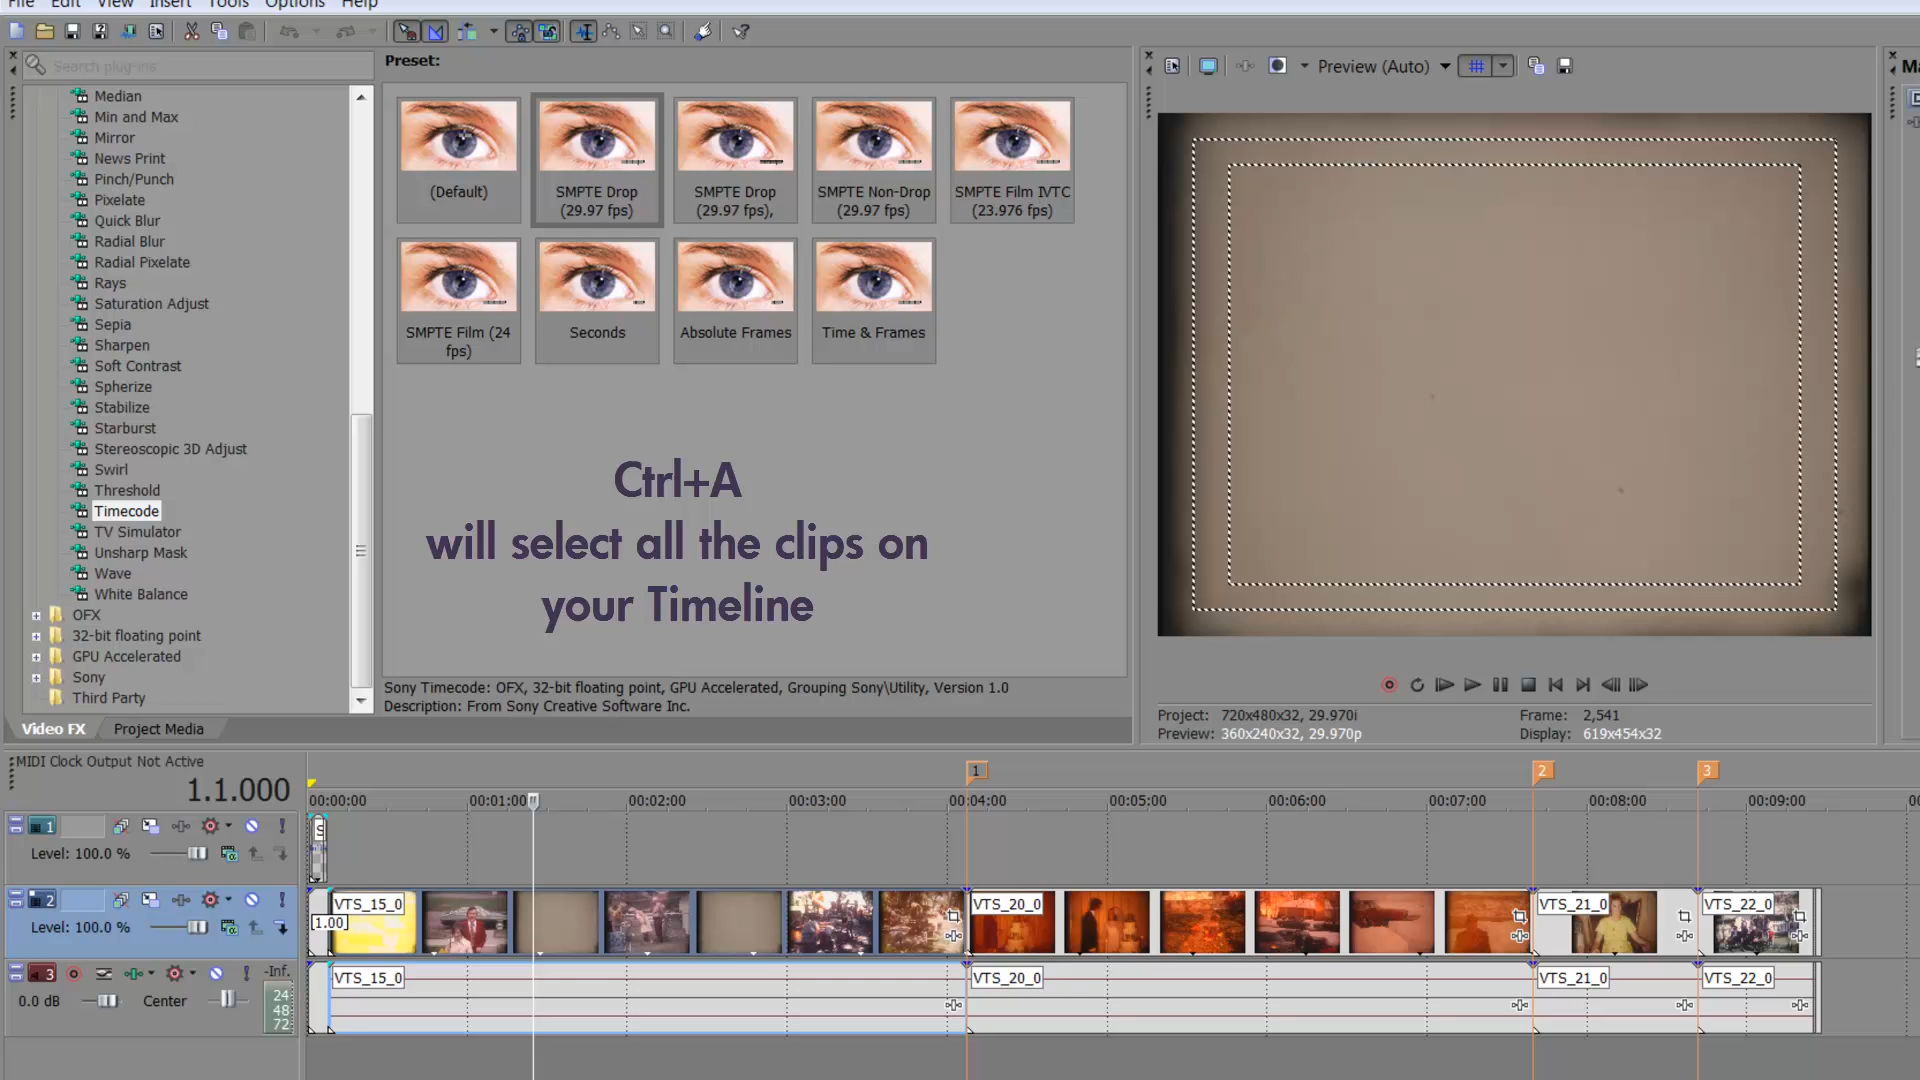 File Edit View Insert Tools Options Help
Search plug-ins
Median
Min and Max
Mirror
News Print
Pinch/Punch
Pixelate
Quick Blur
Radial Blur
Radial Pixelate
Rays
Saturation Adjust
Sepia
Sharpen
Soft Contrast
Spherize
Stabilize
Starburst
Stereoscopic 3D Adjust
Swirl
Threshold
Timecode
TV Simulator
Unsharp Mask
Wave
White Balance
OFX
32-bit floating point
GPU Accelerated
Sony
Third Party
Video FX
Project Media
Preset:
(Default)
SMPTE Drop
(29.97 fps)
SMPTE Drop
(29.97 fps),
SMPTE Non-Drop
(29.97 fps)
SMPTE Film IVTC
(23.976 fps)
SMPTE Film (24
fps)
Seconds
Absolute Frames
Time & Frames
Ctrl+A
will select all the clips on
your Timeline
Sony Timecode: OFX, 32-bit floating point, GPU Accelerated, Grouping Sony\Utility, Version 1.0
Description: From Sony Creative Software Inc.
Preview (Auto)
Ma
Project: 720x480x32, 29.970i
Preview: 360x240x32, 29.970p
Frame: 2,541
Display: 619x454x32
MIDI Clock Output Not Active
1.1.000
1
2
3
00:00:00 00:01:00 00:02:00 00:03:00 00:04:00 00:05:00 00:06:00 00:07:00 00:08:00 00:09:00
1
Level: 100.0 %
S
2
Level: 100.0 %
VTS_15_0
[1.00]
VTS_20_0
VTS_21_0
VTS_22_0
3
-Inf.
0.0 dB
Center
24
48
72
VTS_15_0
VTS_20_0
VTS_21_0
VTS_22_0